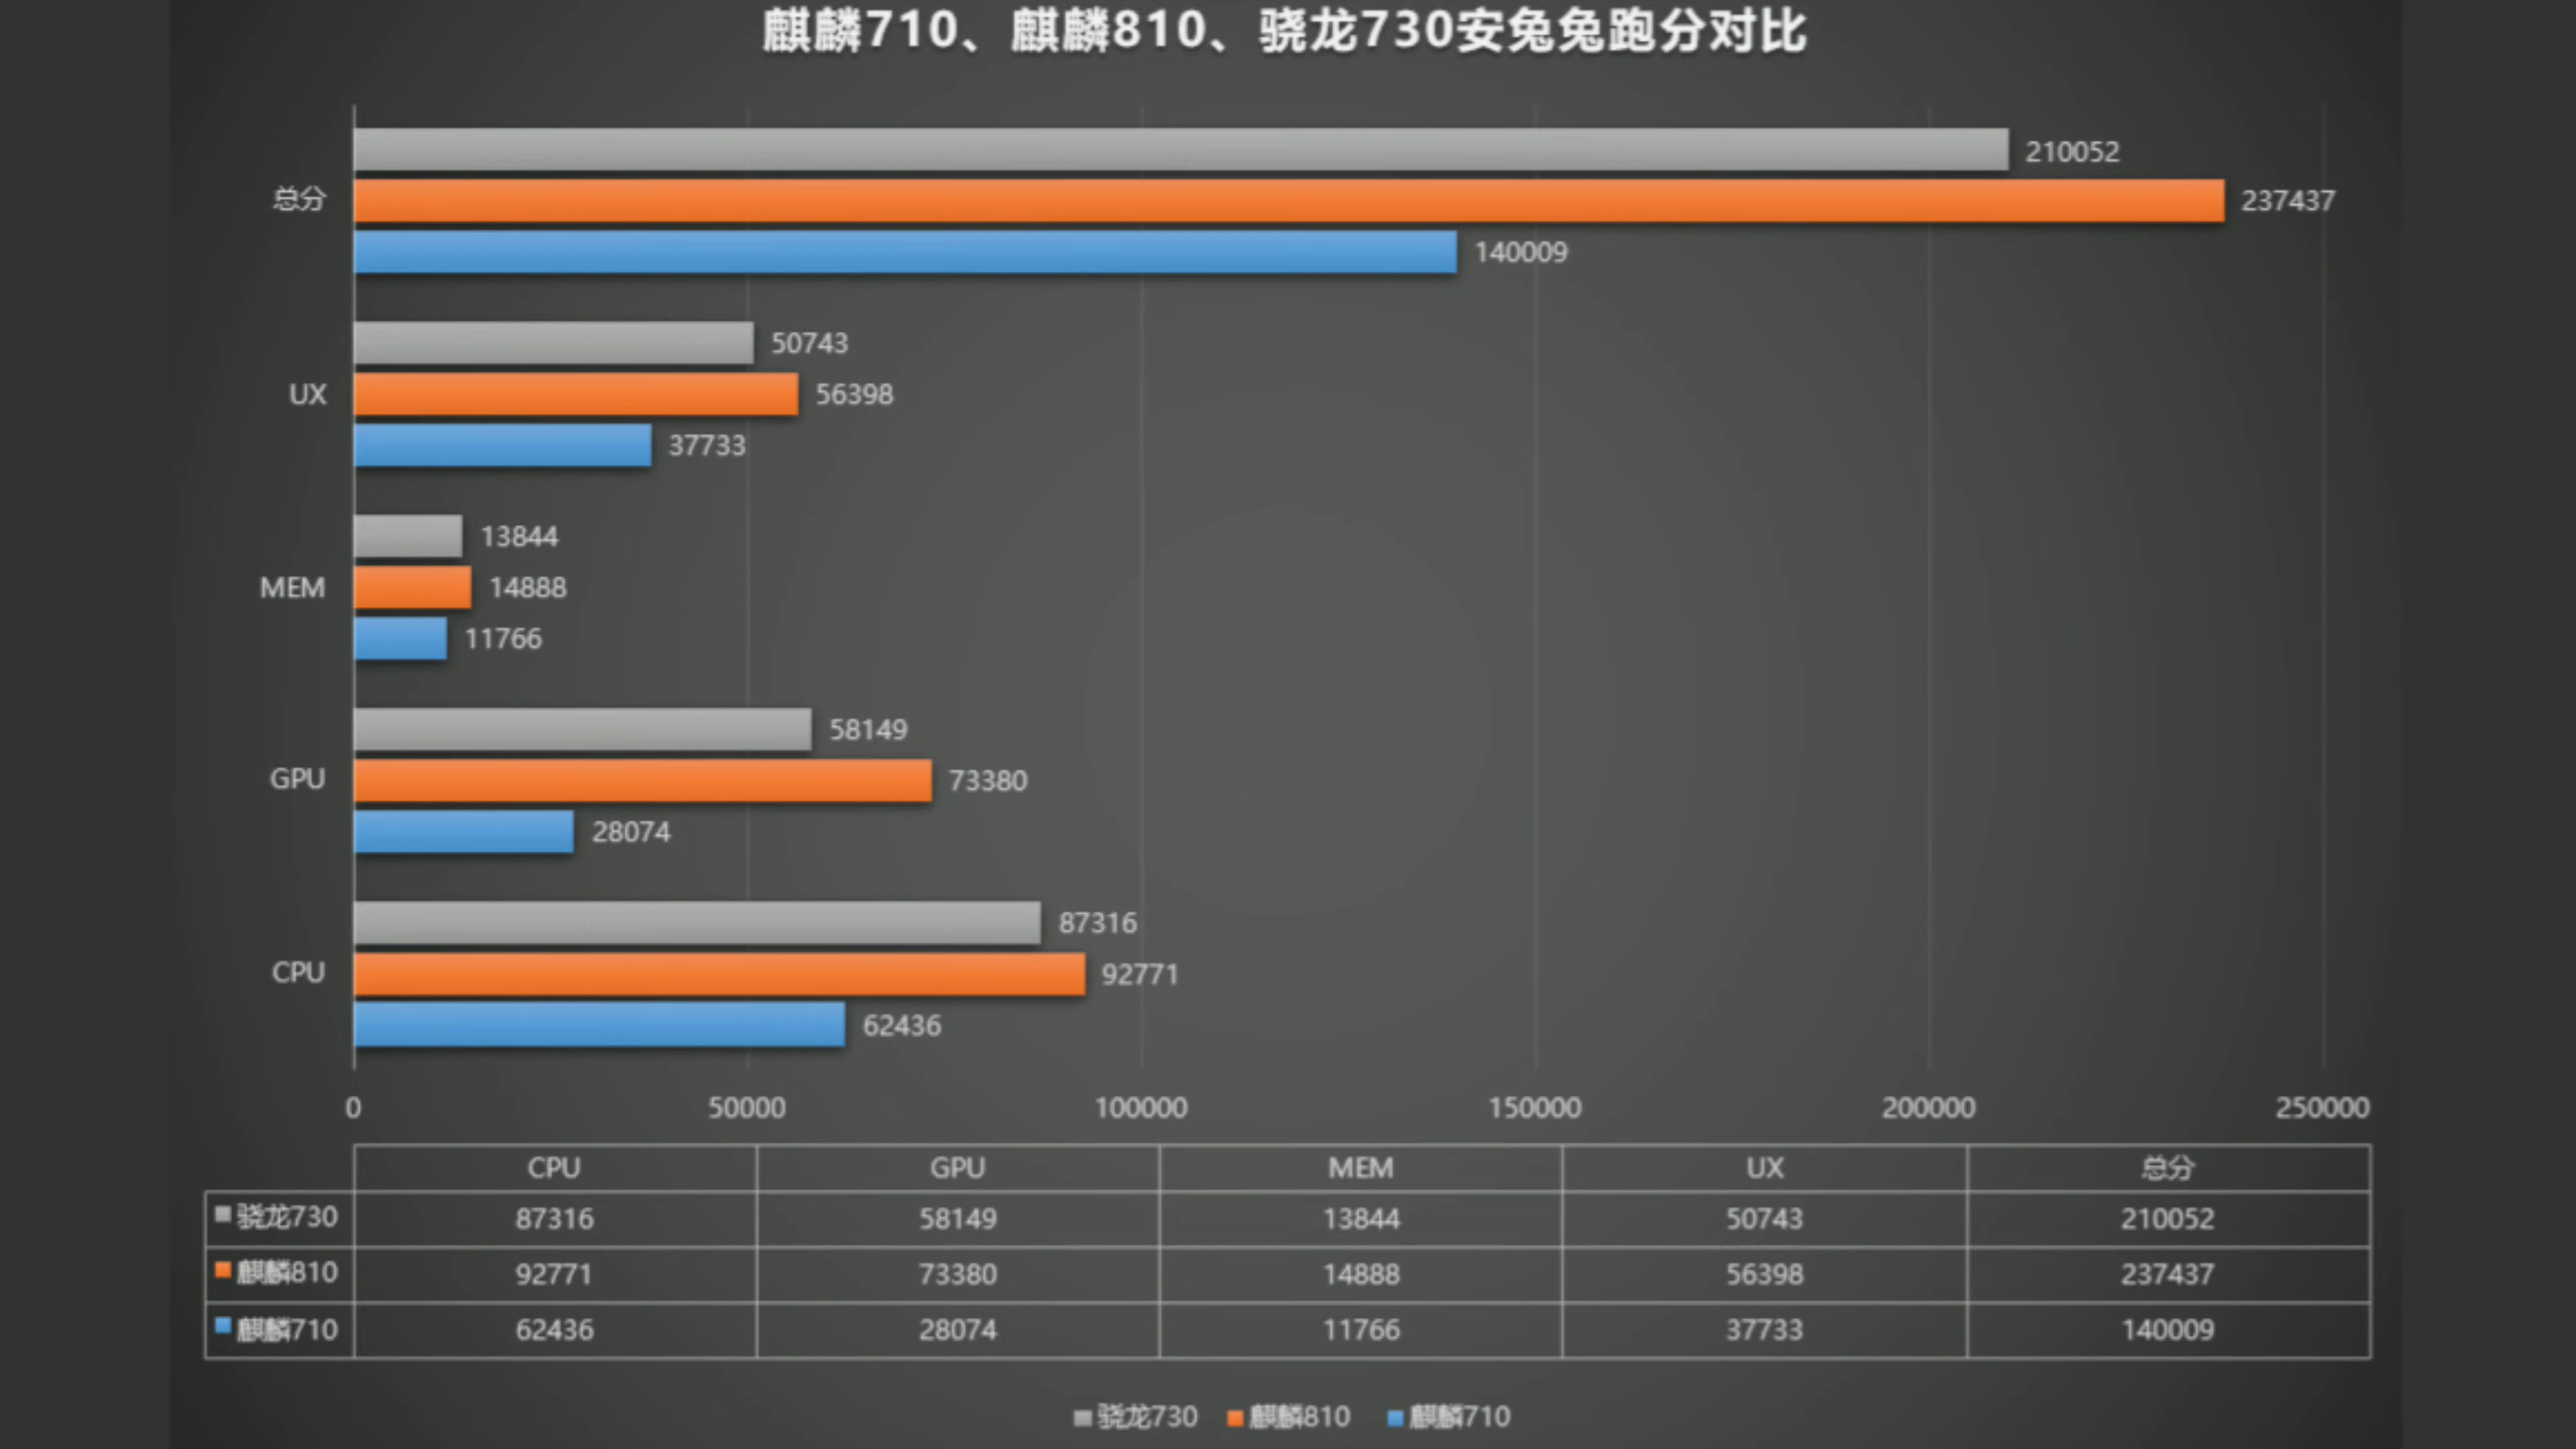 麒麟710、麒麟810、骁龙730安兔兔跑分对比
总分
210052
237437
140009
UX
50743
56398
37733
MEM
13844
14888
11766
GPU
58149
73380
28074
CPU
87316
92771
62436
0 50000 100000 150000 200000 250000
CPU GPU MEM UX 总分
骁龙730 87316 58149 13844 50743 210052
麒麟810 92771 73380 14888 56398 237437
麒麟710 62436 28074 11766 37733 140009
骁龙730 麒麟810 麒麟710